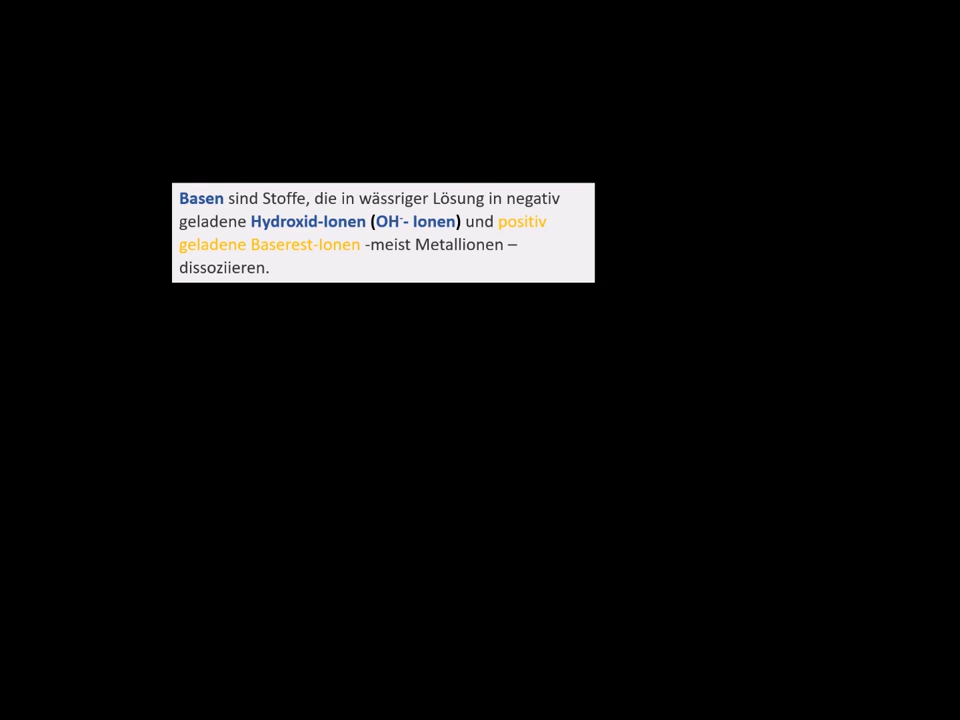 Basen sind Stoffe, die in wässriger Lösung in negativ
geladene Hydroxid-Ionen (OH⁻- Ionen) und positiv
geladene Baserest-Ionen -meist Metallionen –
dissoziieren.